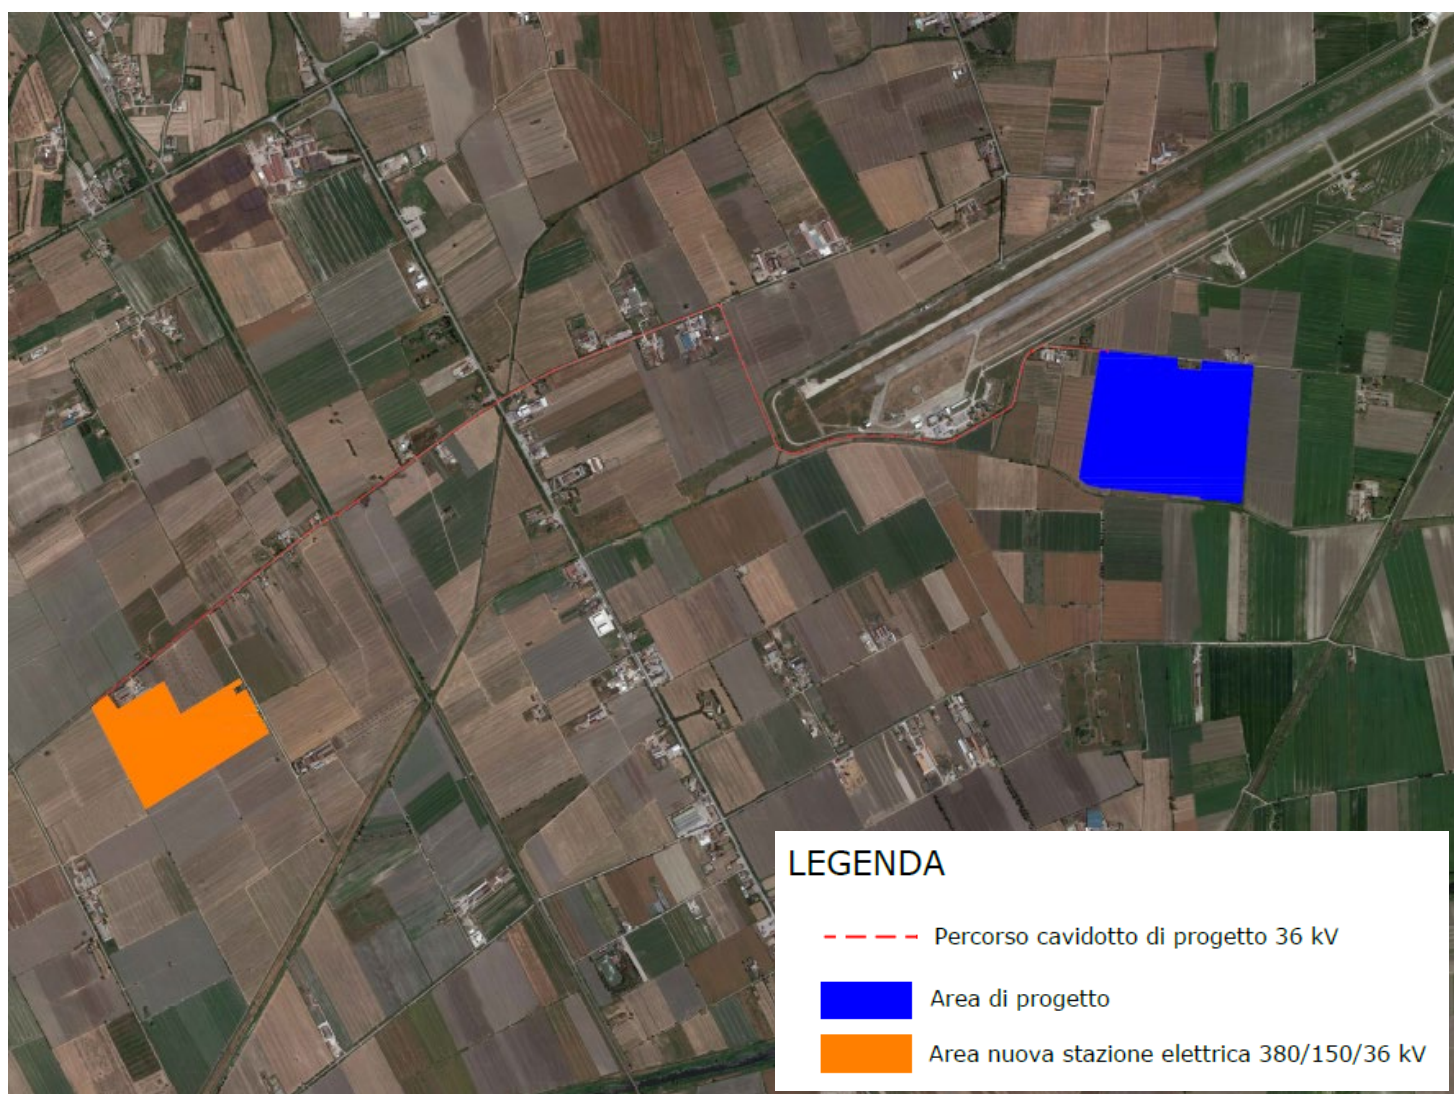 LEGENDA
Percorso cavidotto di progetto 36 kV
Area di progetto
Area nuova stazione elettrica 380/150/36 kV